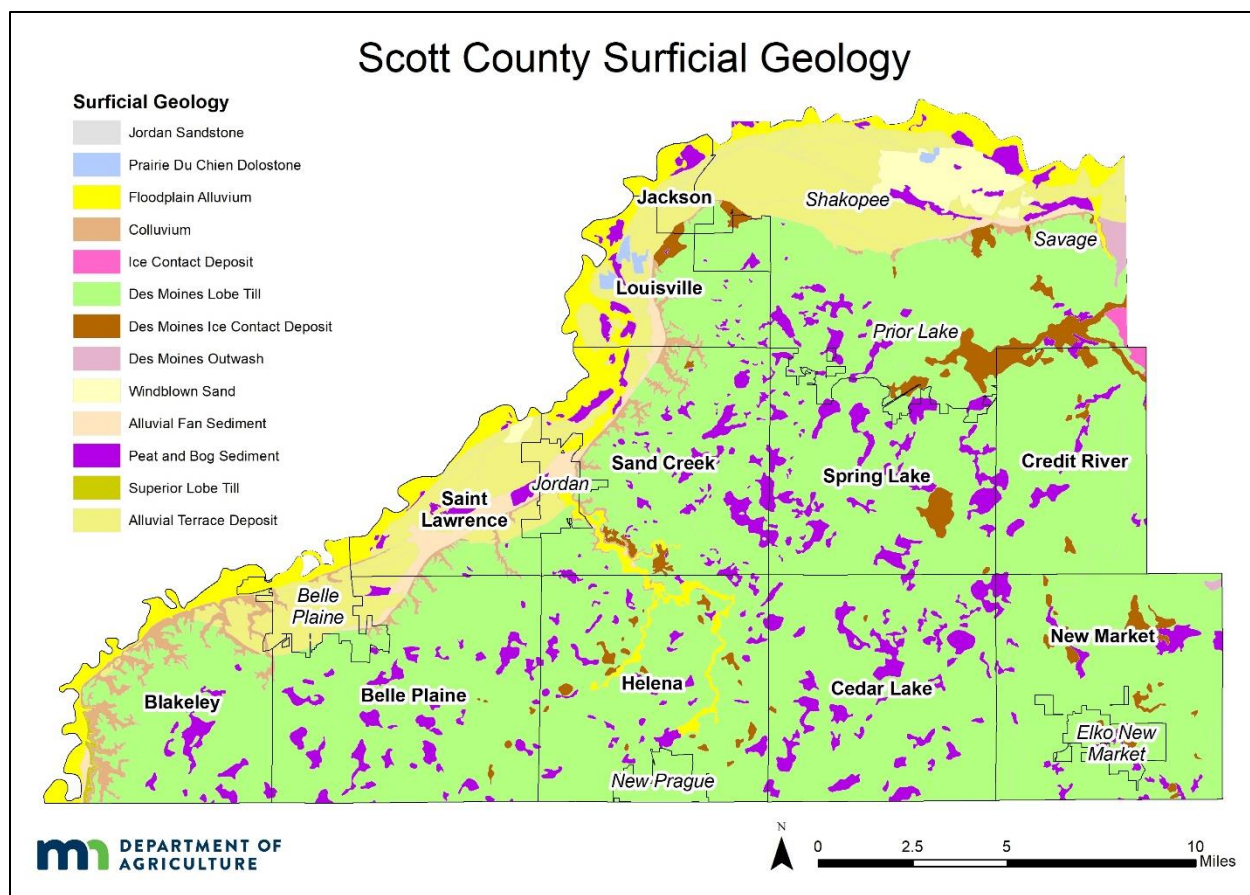 Scott County Surficial Geology
Surficial Geology
Jordan Sandstone
Prairie Du Chien Dolostone
Floodplain Alluvium
Colluvium
Ice Contact Deposit
Des Moines Lobe Till
Des Moines Ice Contact Deposit
Des Moines Outwash
Windblown Sand
Alluvial Fan Sediment
Peat and Bog Sediment
Superior Lobe Till
Alluvial Terrace Deposit
Jackson
Shakopee
Savage
Louisville
Prior Lake
Sand Creek
Spring Lake
Credit River
Jordan
Saint
Lawrence
Belle
Plaine
New Market
Blakeley
Belle Plaine
Helena
Cedar Lake
Elko New
Market
New Prague
mn DEPARTMENT OF
AGRICULTURE
N
0 2.5 5 10
Miles